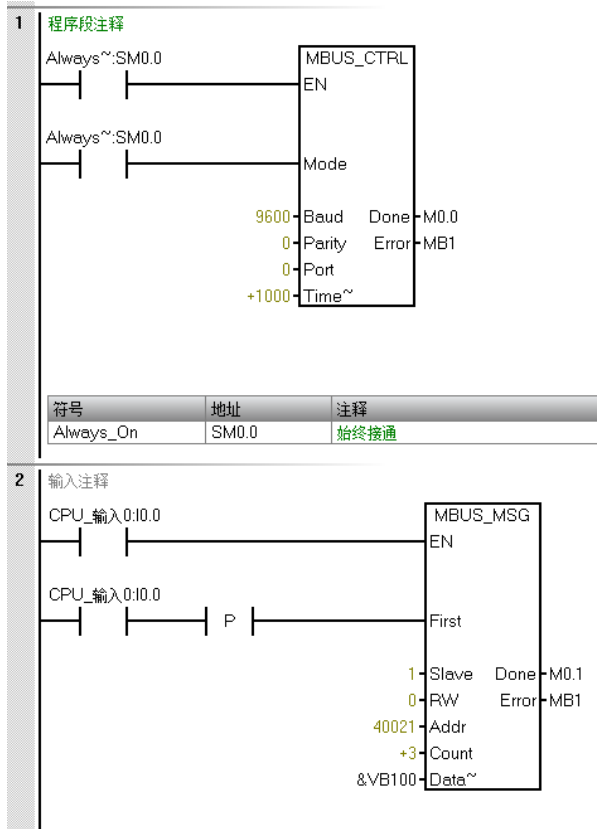 1 程序段注释
Always~:SM0.0 MBUS_CTRL
EN
Always~:SM0.0
Mode
9600 Baud Done M0.0
0 Parity Error MB1
0 Port
+1000 Time~
符号 地址 注释
Always_On SM0.0 始终接通
2 输入注释
CPU_输入0:I0.0 MBUS_MSG
EN
CPU_输入0:I0.0
P First
1 Slave Done M0.1
0 RW Error MB1
40021 Addr
+3 Count
&VB100 Data~